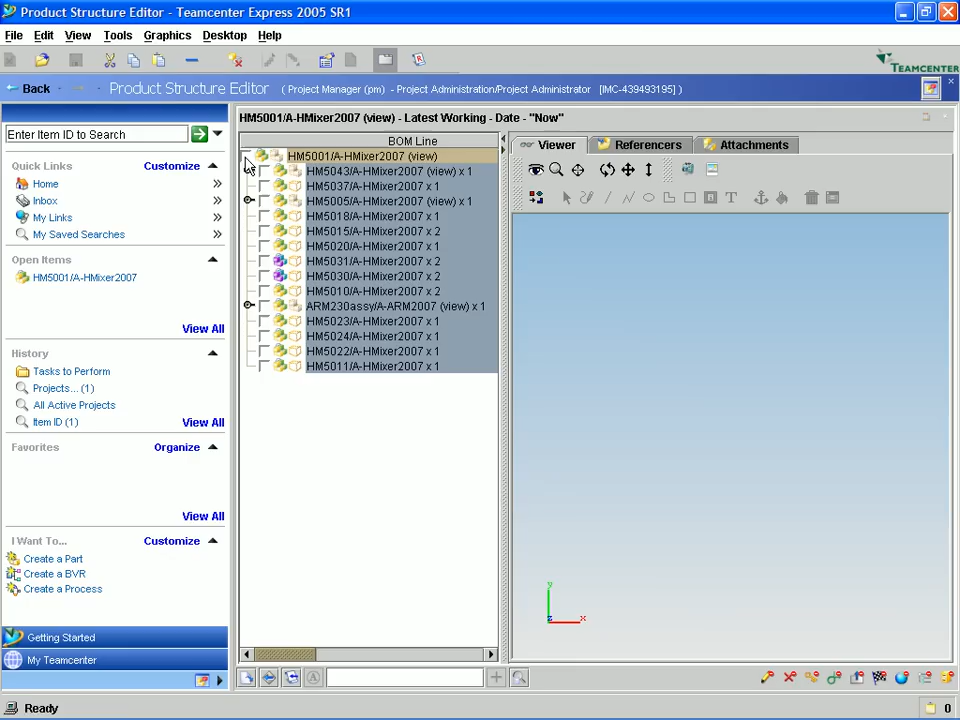 Product Structure Editor - Teamcenter Express 2005 SR1
File Edit View Tools Graphics Desktop Help
TEAMCENTER
Back Product Structure Editor ( Project Manager (pm) - Project Administration/Project Administrator [IMC-439493195] )
Enter Item ID to Search
Quick Links Customize
Home
Inbox
My Links
My Saved Searches
Open Items
HM5001/A-HMixer2007
View All
History
Tasks to Perform
Projects... (1)
All Active Projects
Item ID (1)
View All
Favorites Organize
View All
I Want To... Customize
Create a Part
Create a BVR
Create a Process
Getting Started
My Teamcenter
HM5001/A-HMixer2007 (view) - Latest Working - Date - "Now"
BOM Line
HM5001/A-HMixer2007 (view)
HM5043/A-HMixer2007 (view) x 1
HM5037/A-HMixer2007 x 1
HM5005/A-HMixer2007 (view) x 1
HM5018/A-HMixer2007 x 1
HM5015/A-HMixer2007 x 2
HM5020/A-HMixer2007 x 1
HM5031/A-HMixer2007 x 2
HM5030/A-HMixer2007 x 2
HM5010/A-HMixer2007 x 2
ARM230assy/A-ARM2007 (view) x 1
HM5023/A-HMixer2007 x 1
HM5024/A-HMixer2007 x 1
HM5022/A-HMixer2007 x 1
HM5011/A-HMixer2007 x 1
Viewer References Attachments
T
y
z x
A
Ready 0